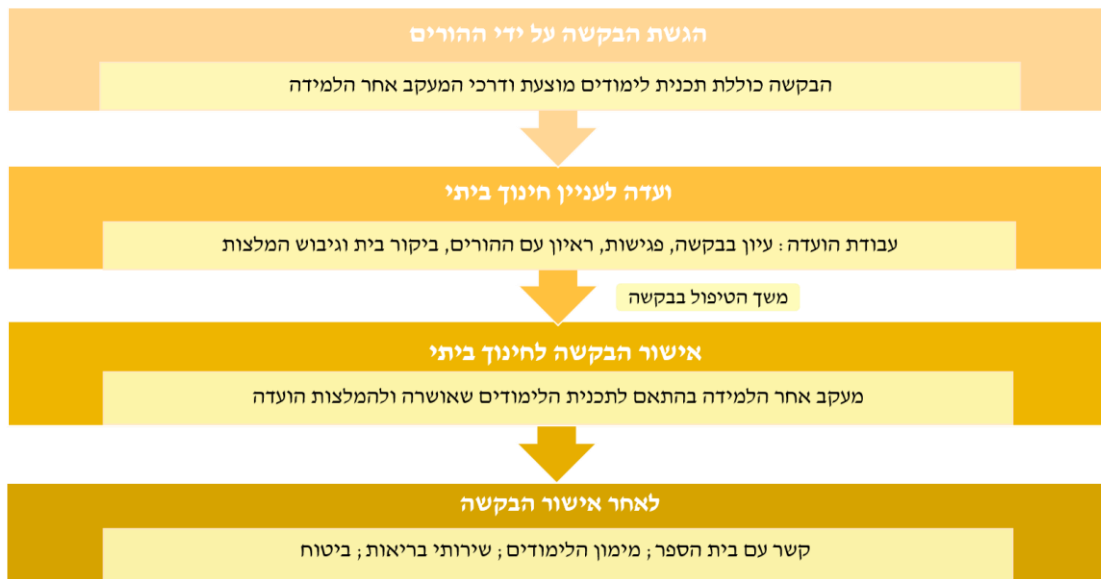 הגשת הבקשה על ידי ההורים
הבקשה כוללת תכנית לימודים מוצעת ודרכי המעקב אחר הלמידה
ועדה לעניין חינוך ביתי
עבודת הועדה: עיון בבקשה, פגישות, ראיון עם ההורים, ביקור בית וגיבוש המלצות
משך הטיפול בבקשה
אישור הבקשה לחינוך ביתי
מעקב אחר הלמידה בהתאם לתכנית הלימודים שאושרה ולהמלצות הועדה
לאחר אישור הבקשה
קשר עם בית הספר; מימון הלימודים; שירותי בריאות; ביטוח